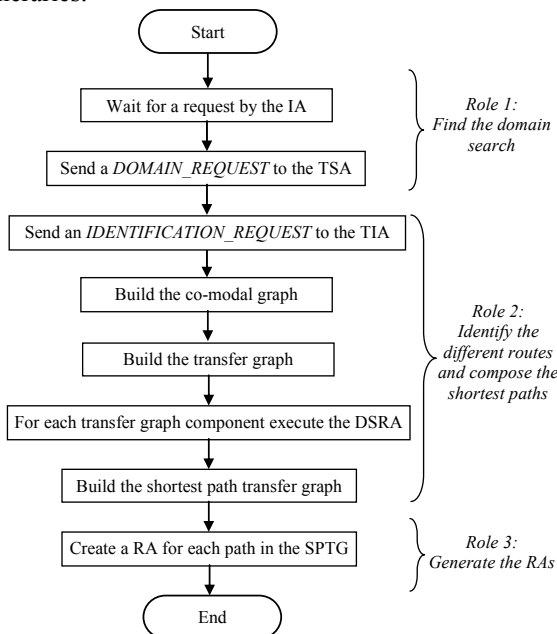 Start
Wait for a request by the IA
Role 1:
Find the domain
search
Send a DOMAIN_REQUEST to the TSA
Send an IDENTIFICATION_REQUEST to the TIA
Build the co-modal graph
Role 2:
Identify the
different routes
and compose the
shortest paths
Build the transfer graph
For each transfer graph component execute the DSRA
Build the shortest path transfer graph
Create a RA for each path in the SPTG
Role 3:
Generate the RAs
End